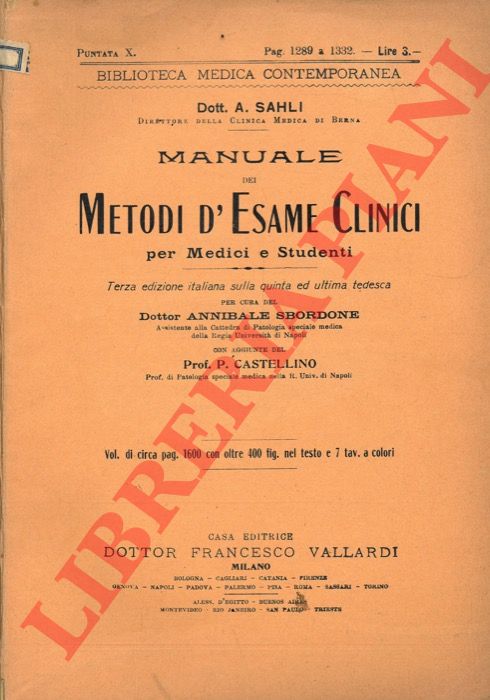 PUNTATA X.
PAG. 1289 a 1332. — Lire 3.—
BIBLIOTECA MEDICA CONTEMPORANEA
DOTT. A. SAHLI
DIRETTORE DELLA CLINICA MEDICA DI BERNA
MANUALE
DEI
METODI D'ESAME CLINICI
per Medici e Studenti
Terza edizione italiana sulla quinta ed ultima tedesca
PER CURA DEL
Dottor ANNIBALE SBORDONE
Assistente alla Cattedra di Patologia speciale medica
della Regia Università di Napoli
CON AGGIUNTE DEL
Prof. P. CASTELLINO
Prof. di Patologia speciale medica nella R. Univ. di Napoli
Vol. di circa pag. 1600 con oltre 400 fig. nel testo e 7 tav. a colori
CASA EDITRICE
DOTTOR FRANCESCO VALLARDI
MILANO
BOLOGNA – CAGLIARI – CATANIA – FIRENZE
GENOVA – NAPOLI – PADOVA – PALERMO – PISA – ROMA – SASSARI – TORINO
ALESS. D'EGITTO – BUENOS AIRES
MONTEVIDEO – RIO JANEIRO – SAN PAULO – TRIESTE
LIBRERIA PIANI